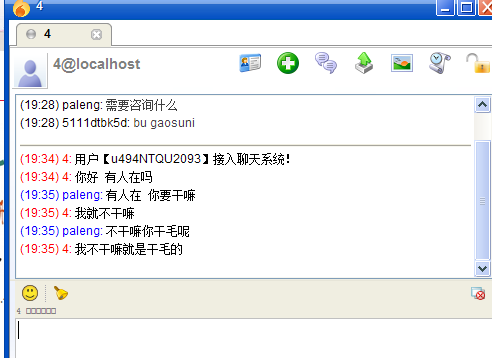 4
4
4@localhost
(19:28) paleng: 需要咨询什么
(19:28) 5111dtbk5d: bu gaosuni
(19:34) 4: 用户【u494NTQU2093】接入聊天系统!
(19:34) 4: 你好 有人在吗
(19:35) paleng: 有人在 你要干嘛
(19:35) 4: 我就不干嘛
(19:35) paleng: 不干嘛你干毛呢
(19:35) 4: 我不干嘛就是干毛的
4